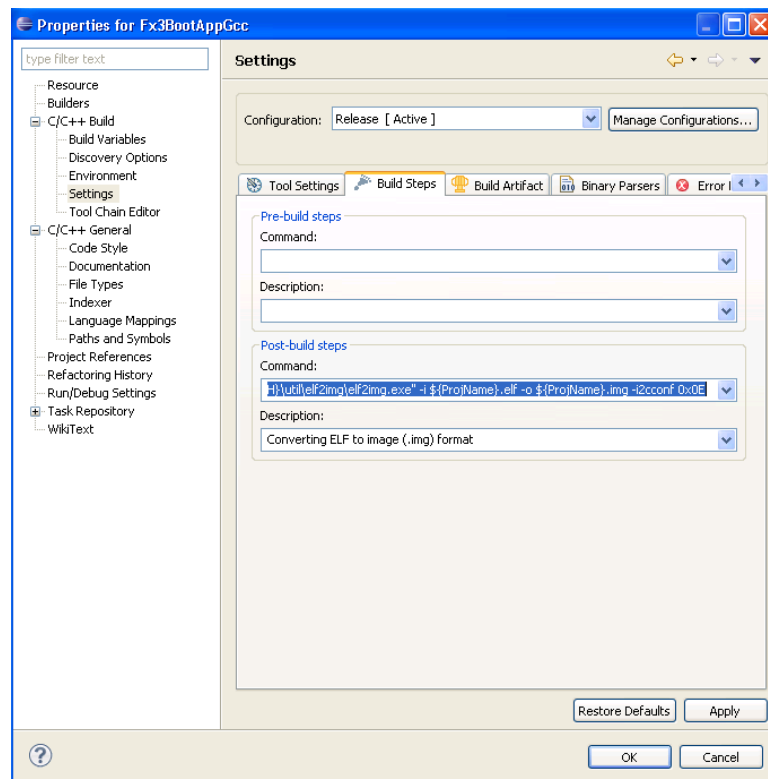 Properties for Fx3BootAppGcc
type filter text
Resource
Builders
C/C++ Build
Build Variables
Discovery Options
Environment
Settings
Tool Chain Editor
C/C++ General
Code Style
Documentation
File Types
Indexer
Language Mappings
Paths and Symbols
Project References
Refactoring History
Run/Debug Settings
Task Repository
WikiText
Settings
Configuration: Release [ Active ] Manage Configurations...
Tool Settings Build Steps Build Artifact Binary Parsers Error
Pre-build steps
Command:
Description:
Post-build steps
Command:
H}\util\elf2img\elf2img.exe" -i ${ProjName}.elf -o ${ProjName}.img -i2cconf 0x0E
Description:
Converting ELF to image (.img) format
Restore Defaults Apply
? OK Cancel